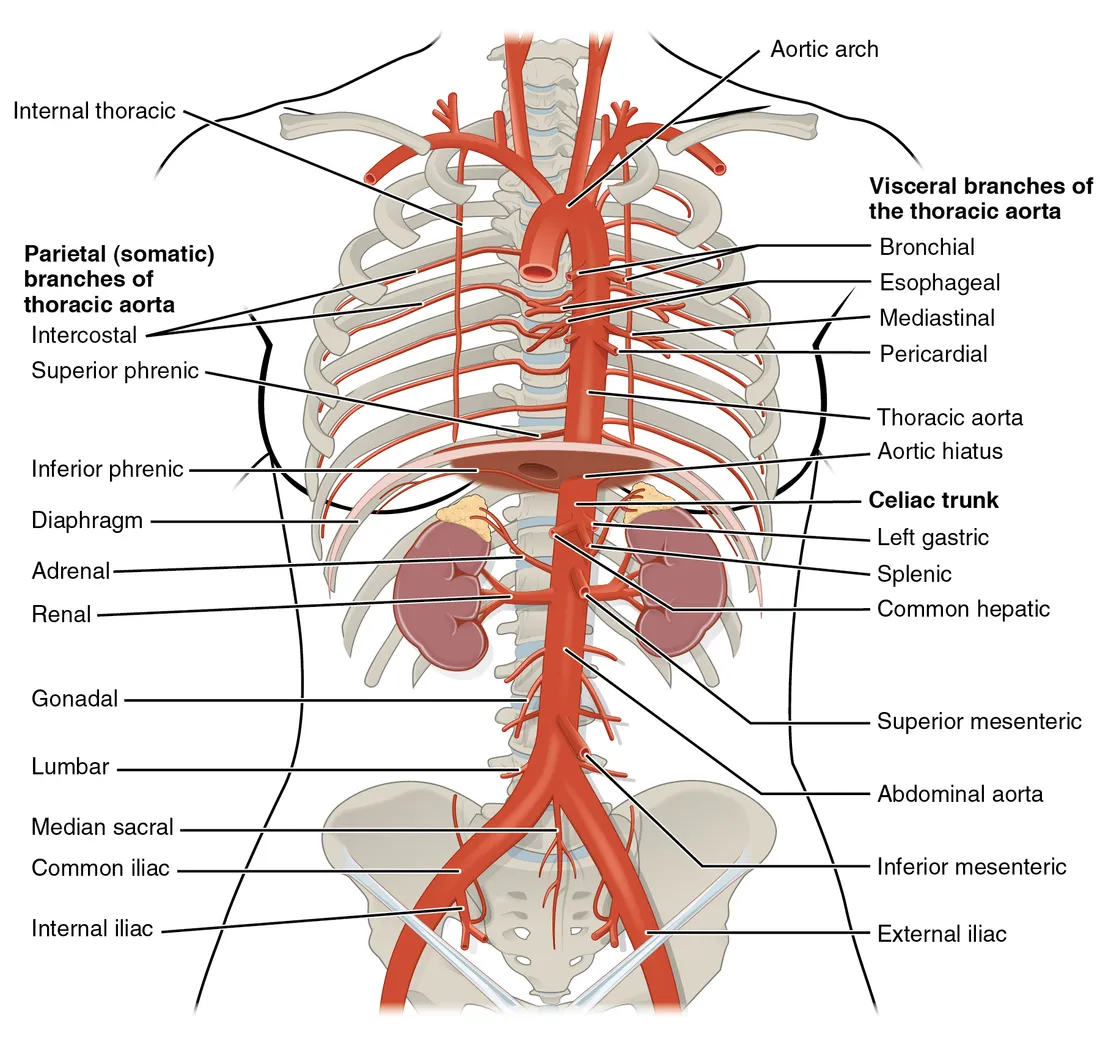 Aortic arch
Internal thoracic
Parietal (somatic)
branches of
thoracic aorta
Intercostal
Superior phrenic
Inferior phrenic
Diaphragm
Adrenal
Renal
Gonadal
Lumbar
Median sacral
Common iliac
Internal iliac
Visceral branches of
the thoracic aorta
Bronchial
Esophageal
Mediastinal
Pericardial
Thoracic aorta
Aortic hiatus
Celiac trunk
Left gastric
Splenic
Common hepatic
Superior mesenteric
Abdominal aorta
Inferior mesenteric
External iliac